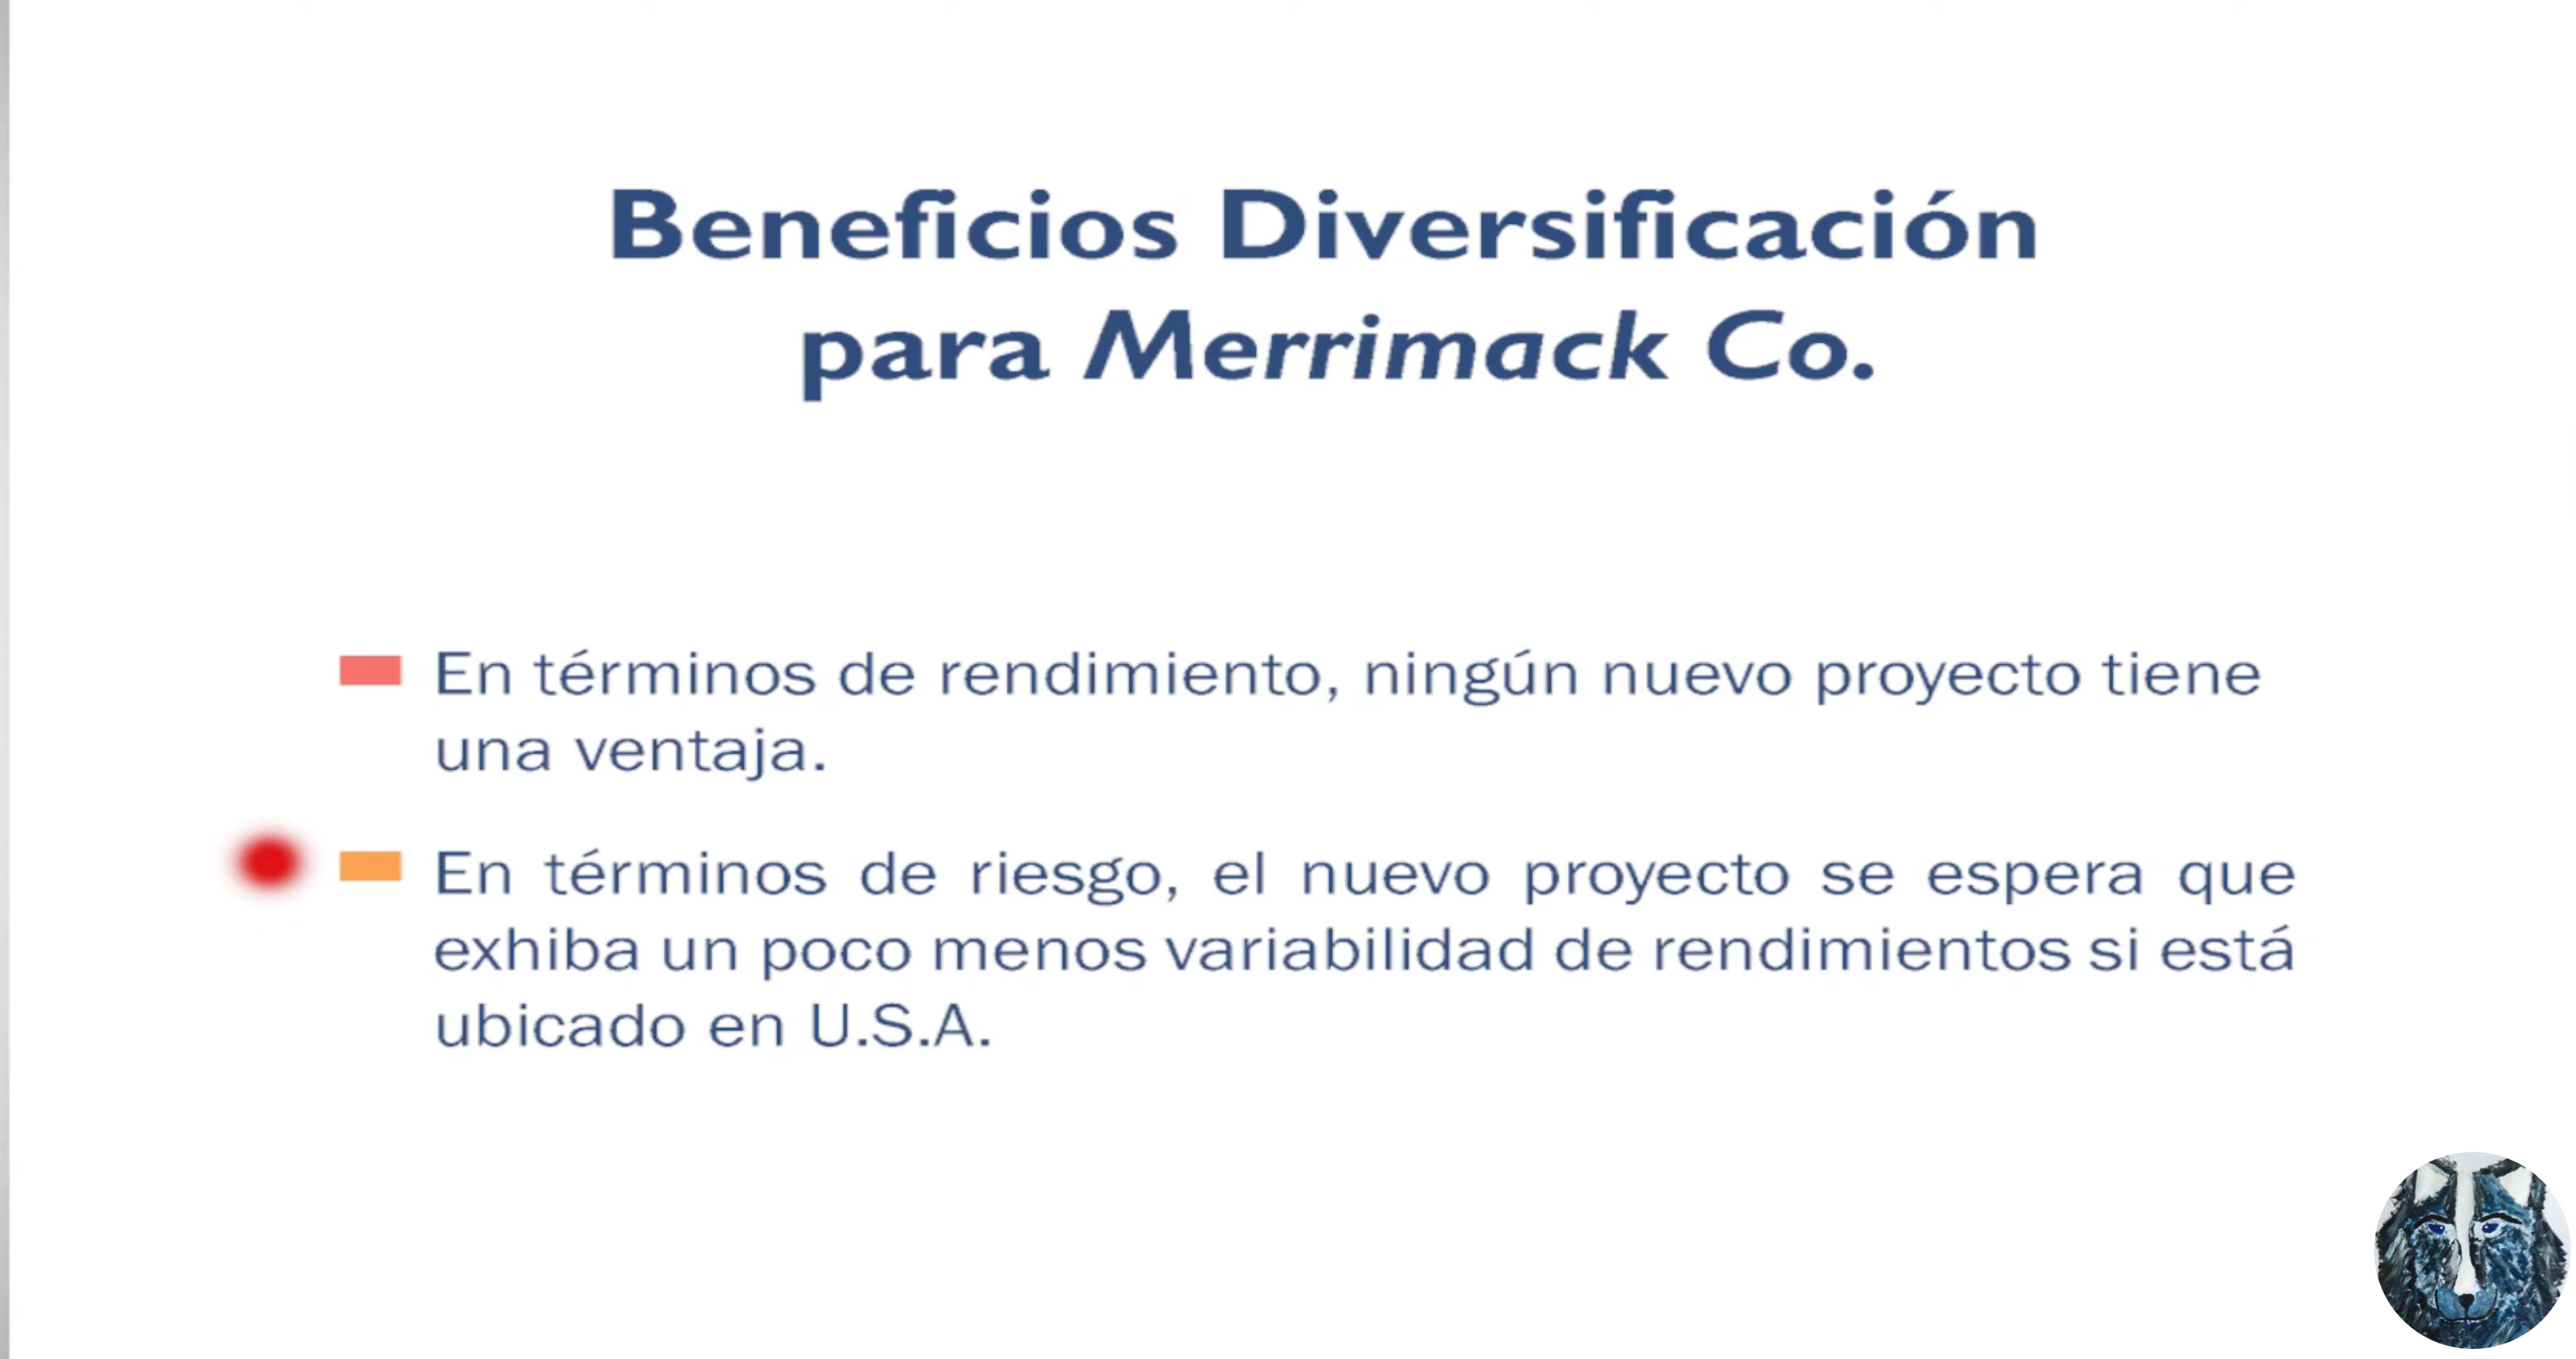 Beneficios Diversificación
para Merrimack Co.
En términos de rendimiento, ningún nuevo proyecto tiene
una ventaja.
En términos de riesgo, el nuevo proyecto se espera que
exhiba un poco menos variabilidad de rendimientos si está
ubicado en U.S.A.